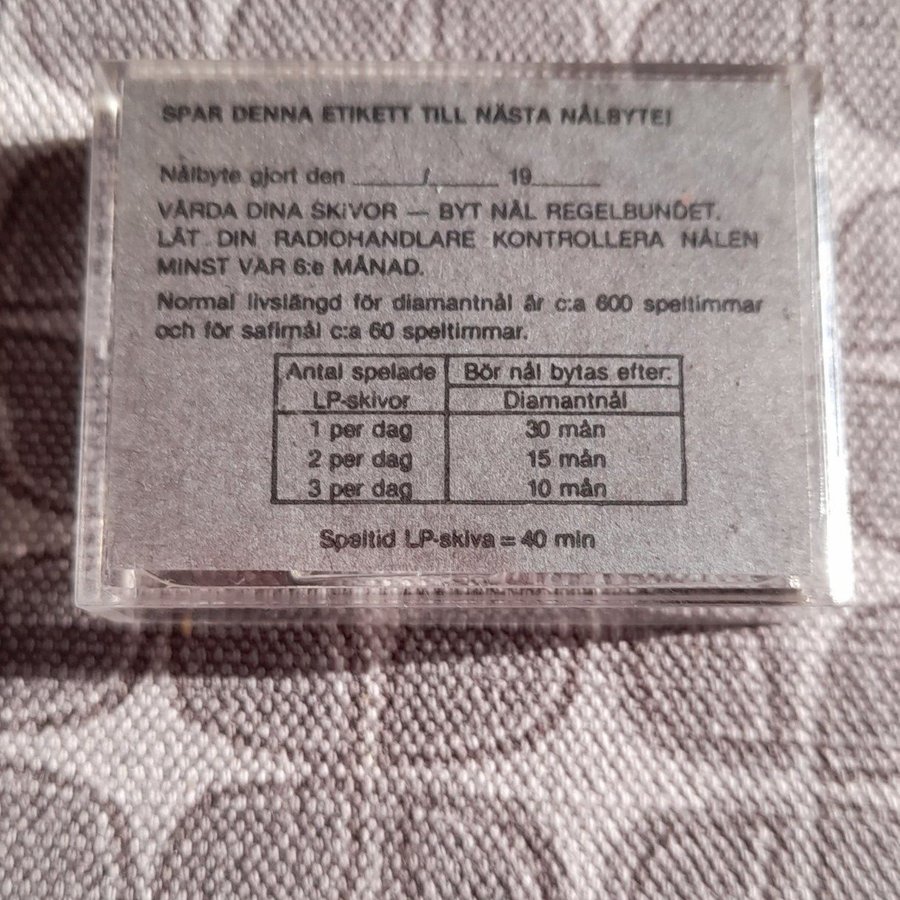 SPAR DENNA ETIKETT TILL NÄSTA NÅLBYTE!
Nålbyte gjort den ______/______ 19______
VÅRDA DINA SKIVOR — BYT NÅL REGELBUNDET.
LÅT DIN RADIOHANDLARE KONTROLLERA NÅLEN
MINST VAR 6:e MÅNAD.
Normal livslängd för diamantnål är c:a 600 speltimmar
och för safirnål c:a 60 speltimmar.
Antal spelade Bör nål bytas efter:
LP-skivor Diamantnål
1 per dag 30 mån
2 per dag 15 mån
3 per dag 10 mån
Speltid LP-skiva = 40 min